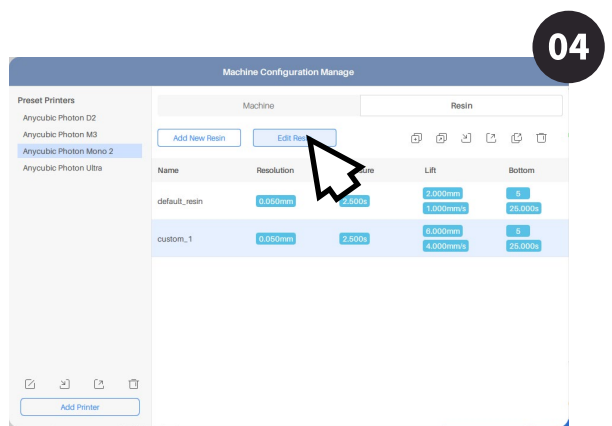 04
Machine Configuration Manage
Preset Printers
Anycubic Photon D2
Anycubic Photon M3
Anycubic Photon Mono 2
Anycubic Photon Ultra
Add Printer
Machine Resin
Add New Resin Edit
Name Resolution Lift Bottom
default_resin 0.050mm 2.500s 2.000mm 5
1.000mm/s 25.000s
custom_1 0.050mm 2.500s 6.000mm 5
4.000mm/s 25.000s